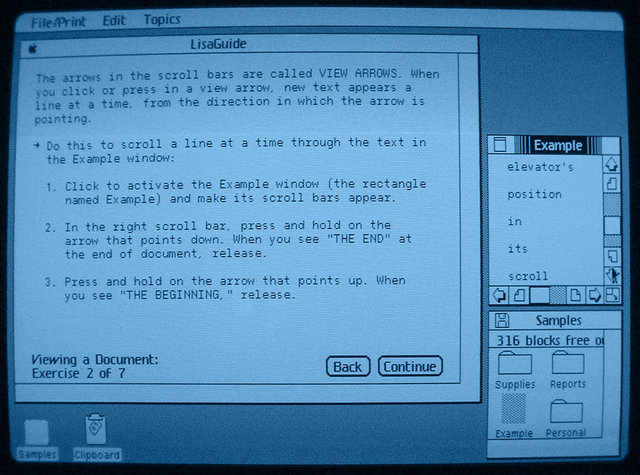 File/Print Edit Topics
LisaGuide
The arrows in the scroll bars are called VIEW ARROWS. When
you click or press in a view arrow, new text appears a
line at a time, from the direction in which the arrow is
pointing.
Do this to scroll a line at a time through the text in
the Example window:
1. Click to activate the Example window (the rectangle
named Example) and make its scroll bars appear.
2. In the right scroll bar, press and hold on the
arrow that points down. When you see "THE END" at
the end of document, release.
3. Press and hold on the arrow that points up. When
you see "THE BEGINNING," release.
Viewing a Document:
Exercise 2 of 7
Back Continue
Example
elevator's
position
in
its
scroll
Samples
316 blocks free
Supplies Reports
Example Personal
Samples Clipboard